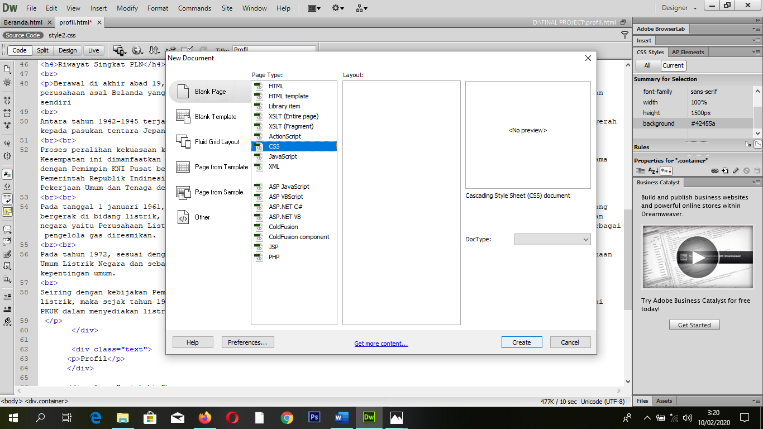 Dw File Edit View Insert Modify Format Commands Site Window Help Designer
Beranda.html × profil.html* × D:\FINAL PROJECT\profil.html
Source Code style2.css
Code Split Design Live Title: Profil
46 <h4>Riwayat Singkat PLN</h4>
47 <br>
48 <p>Berawal di akhir abad 19,
perusahaan asal Belanda yang
sendiri
49 <br>
50 Antara tahun 1942-1945 terja
kepada pasukan tentara Jepan
51 <br><br>
52 Proses peralihan kekuasaan k
Kesempatan ini dimanfaatkan
dengan Pemimpin KNI Pusat be
Pemerintah Republik Indonesi
Pekerjaan Umum dan Tenaga de
53 <br><br>
54 Pada tanggal 1 januari 1961,
bergerak di bidang listrik,
negara yaitu Perusahaan List
pengelola gas diresmikan.
55 <br><br>
56 Pada tahun 1972, sesuai deng
Umum Listrik Negara dan seba
kepentingan umum.
57 <br>
58 Seiring dengan kebijakan Pem
listrik, maka sejak tahun 19
PKUK dalam menyediakan listr
59 </p>
60 </div>
61
62 <div class="text">
63 <p>Profil</p>
64 </div>
65
New Document
Page Type: Layout:
Blank Page
Blank Template
Fluid Grid Layout
Page from Template
Page from Sample
Other
HTML
HTML template
Library item
XSLT (Entire page)
XSLT (Fragment)
ActionScript
CSS
JavaScript
XML
ASP JavaScript
ASP VBScript
ASP.NET C#
ASP.NET VB
ColdFusion
ColdFusion component
JSP
PHP
<No preview>
Cascading Style Sheet (CSS) document
DocType:
Help Preferences... Get more content... Create Cancel
Adobe BrowserLab
Insert
CSS Styles AP Elements
All Current
Summary for Selection
font-family sans-serif
width 100%
height 1500px
background #42455a
Rules
Properties for ".container"
Business Catalyst
Build and publish business websites
and powerful online stores within
Dreamweaver.
Try Adobe Business Catalyst for free
today!
Get Started
Files Assets
<body> <div.container> 477K / 10 sec Unicode (UTF-8)
3:20
10/02/2020